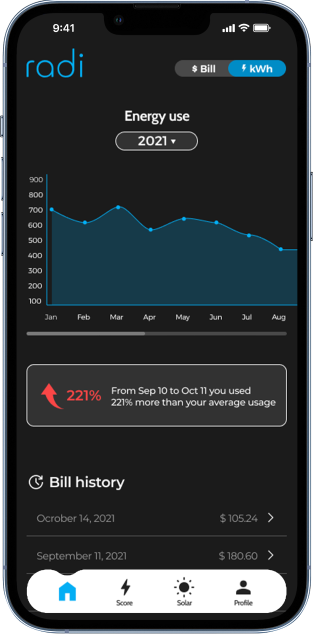 9:41
radi
$ Bill
kWh
Energy use
2021 ▾
900
800
700
600
500
400
300
200
100
Jan Feb Mar Apr May Jun Jul Aug
221%
From Sep 10 to Oct 11 you used
221% more than your average usage
Bill history
Ocrober 14, 2021 $ 105.24
September 11, 2021 $ 180.60
Score Solar Profile